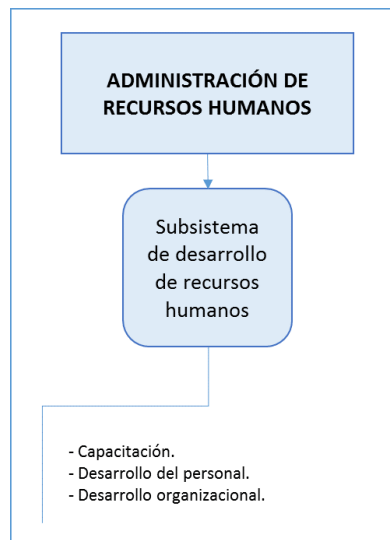 ADMINISTRACIÓN DE
RECURSOS HUMANOS
Subsistema
de desarrollo
de recursos
humanos
- Capacitación.
- Desarrollo del personal.
- Desarrollo organizacional.